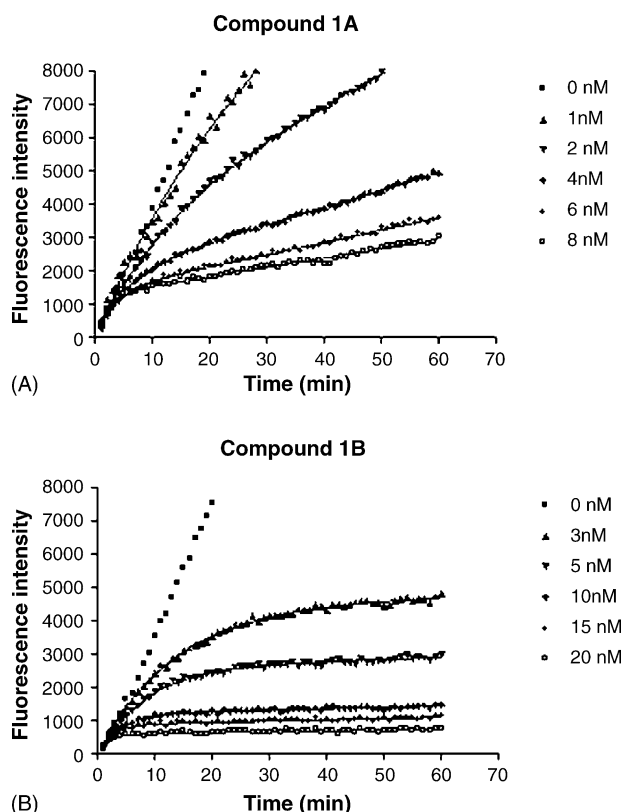 Compound 1A
8000
7000
6000
5000
4000
3000
2000
1000
0
Fluorescence intensity
0 10 20 30 40 50 60 70
Time (min)
(A)
0 nM
1nM
2 nM
4nM
6 nM
8 nM
Compound 1B
8000
7000
6000
5000
4000
3000
2000
1000
0
Fluorescence intensity
0 10 20 30 40 50 60 70
Time (min)
(B)
0 nM
3nM
5 nM
10nM
15 nM
20 nM